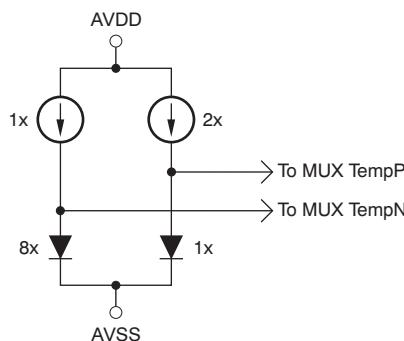 AVDD
1x
2x
To MUX TempP
To MUX TempN
8x
1x
AVSS